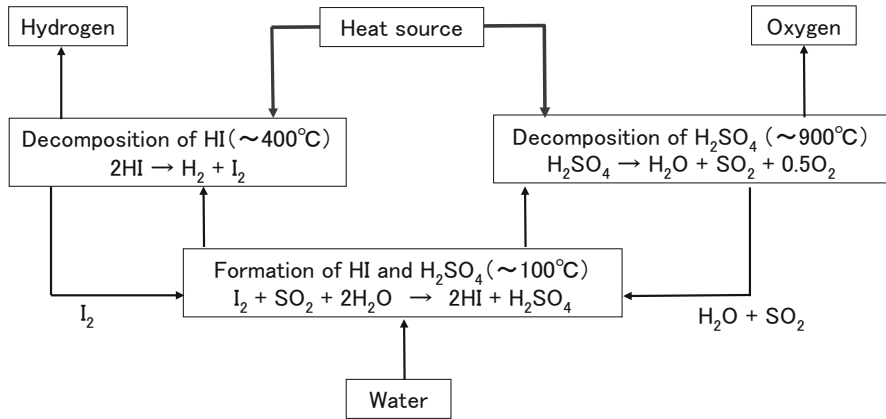 Hydrogen
Heat source
Oxygen
Decomposition of HI(～400℃)
2HI → H₂ + I₂
Decomposition of H₂SO₄ (～900℃)
H₂SO₄ → H₂O + SO₂ + 0.5O₂
Formation of HI and H₂SO₄(～100℃)
I₂ + SO₂ + 2H₂O → 2HI + H₂SO₄
I₂
H₂O + SO₂
Water